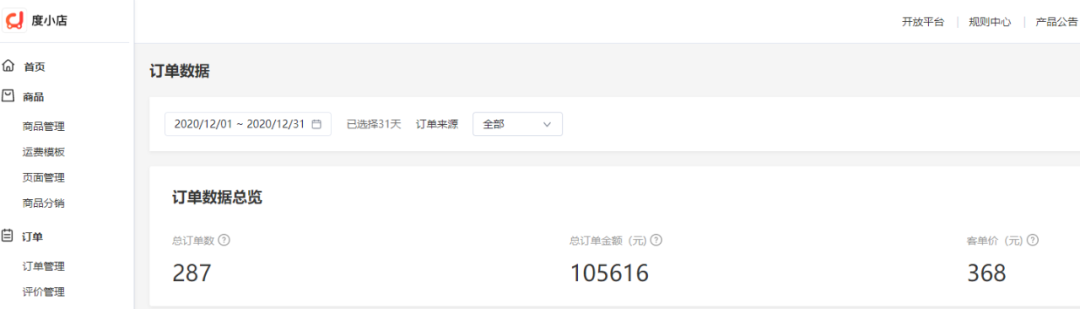 度小店
开放平台 | 规则中心 | 产品公告
首页
商品
商品管理
运费模板
页面管理
商品分销
订单
订单管理
评价管理
订单数据
2020/12/01 ~ 2020/12/31 已选择31天 订单来源 全部
订单数据总览
总订单数 ? 总订单金额（元）? 客单价（元）?
287 105616 368